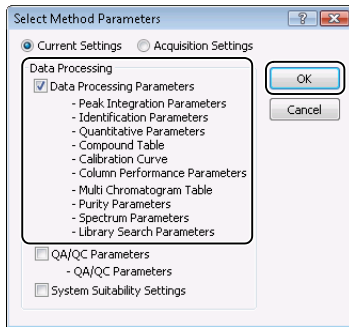 Select Method Parameters
Current Settings Acquisition Settings
Data Processing
Data Processing Parameters
- Peak Integration Parameters
- Identification Parameters
- Quantitative Parameters
- Compound Table
- Calibration Curve
- Column Performance Parameters
- Multi Chromatogram Table
- Purity Parameters
- Spectrum Parameters
- Library Search Parameters
QA/QC Parameters
- QA/QC Parameters
System Suitability Settings
OK
Cancel